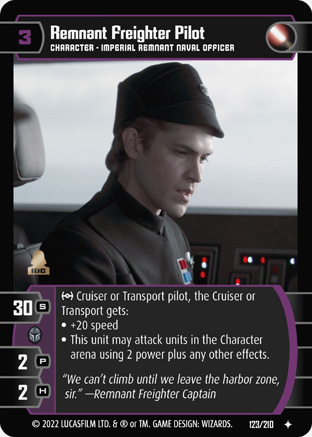 3
Remnant Freighter Pilot
CHARACTER - IMPERIAL REMNANT NAVAL OFFICER
IDC
30 S
Cruiser or Transport pilot, the Cruiser or
Transport gets:
• +20 speed
• This unit may attack units in the Character
arena using 2 power plus any other effects.
2 P
2 H
“We can’t climb until we leave the harbor zone,
sir.” —Remnant Freighter Captain
© 2022 LUCASFILM LTD. & ® or TM. GAME DESIGN: WIZARDS. 123/210